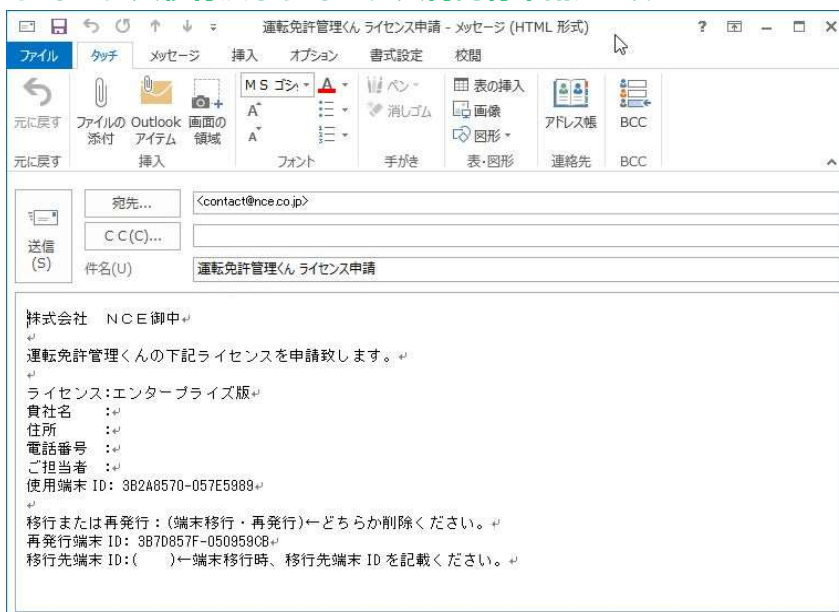 運転免許管理くん ライセンス申請 - メッセージ (HTML 形式)
ファイル タッチ メッセージ 挿入 オプション 書式設定 校閲
元に戻す
ファイルの添付
Outlook アイテム
画面の領域
MS ゴシ
A
A
A
ペン
消しゴム
表の挿入
画像
図形
アドレス帳
BCC
元に戻す 挿入 フォント 手がき 表・図形 連絡先 BCC
送信(S)
宛先... <contact@nce.co.jp>
CC(C)...
件名(U) 運転免許管理くん ライセンス申請
株式会社 NCE御中↵
↵
運転免許管理くんの下記ライセンスを申請致します。↵
↵
ライセンス:エンタープライズ版↵
貴社名 :↵
住所 :↵
電話番号 :↵
ご担当者 :↵
使用端末 ID: 3B2A8570-057E5989↵
↵
移行または再発行：(端末移行・再発行)←どちらか削除ください。↵
再発行端末 ID: 3B7D857F-050959CB↵
移行先端末 ID:( )←端末移行時、移行先端末 ID を記載ください。↵